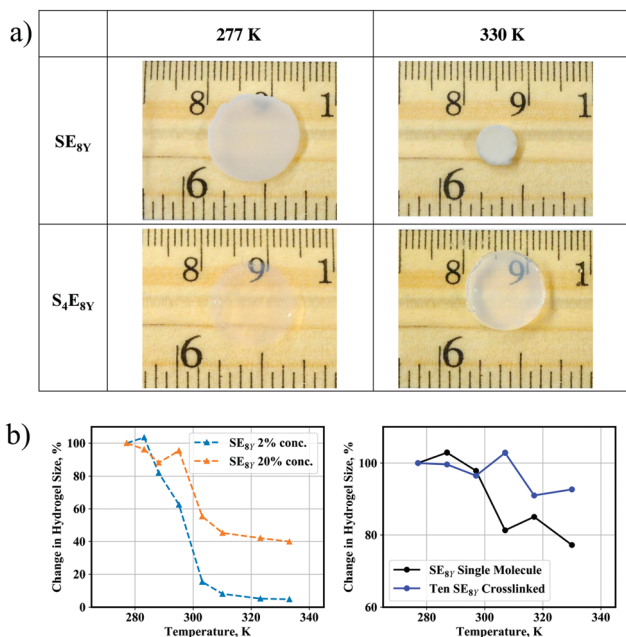 a)
277 K
330 K
SE8Y
8 9 1
6
8 9
6
S4E8Y
8 9 1
6
8 9 1
6
b)
Change in Hydrogel Size, %
100
80
60
40
20
0
SE8Y 2% conc.
SE8Y 20% conc.
280
300
320
340
Temperature, K
Change in Hydrogel Size, %
100
80
60
SE8Y Single Molecule
Ten SE8Y Crosslinked
280
300
320
340
Temperature, K